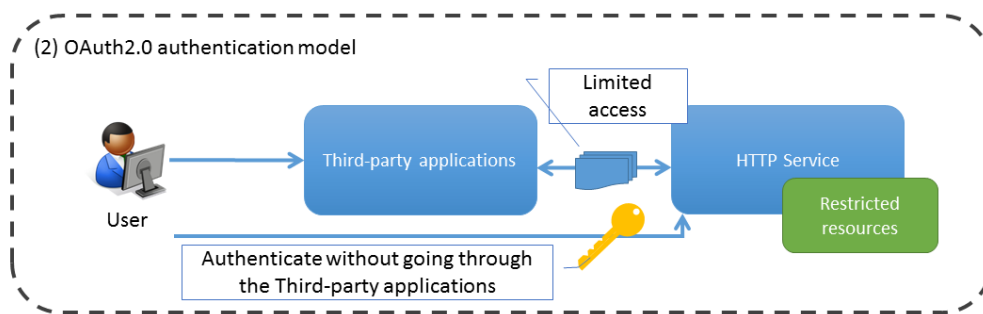 (2) OAuth2.0 authentication model
Limited
access
Third-party applications
HTTP Service
Restricted
resources
User
Authenticate without going through
the Third-party applications